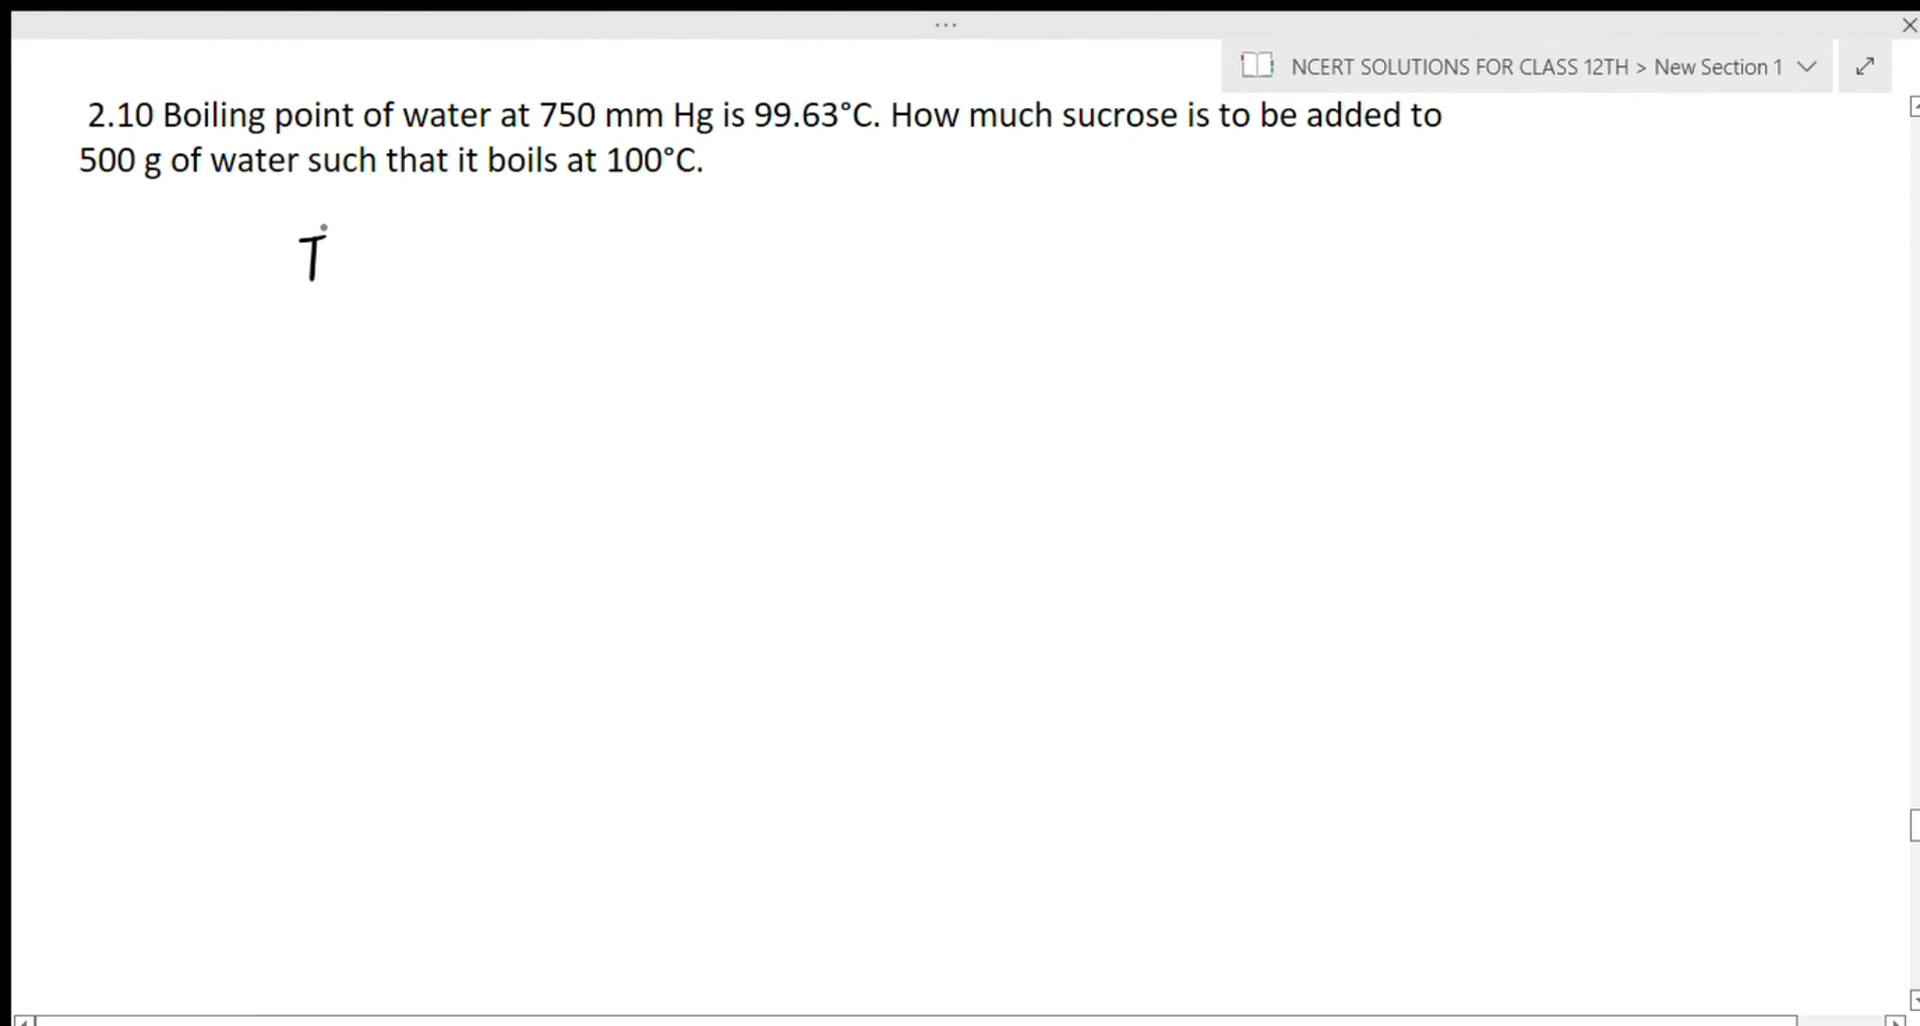 NCERT SOLUTIONS FOR CLASS 12TH > New Section 1
2.10 Boiling point of water at 750 mm Hg is 99.63°C. How much sucrose is to be added to
500 g of water such that it boils at 100°C.
T